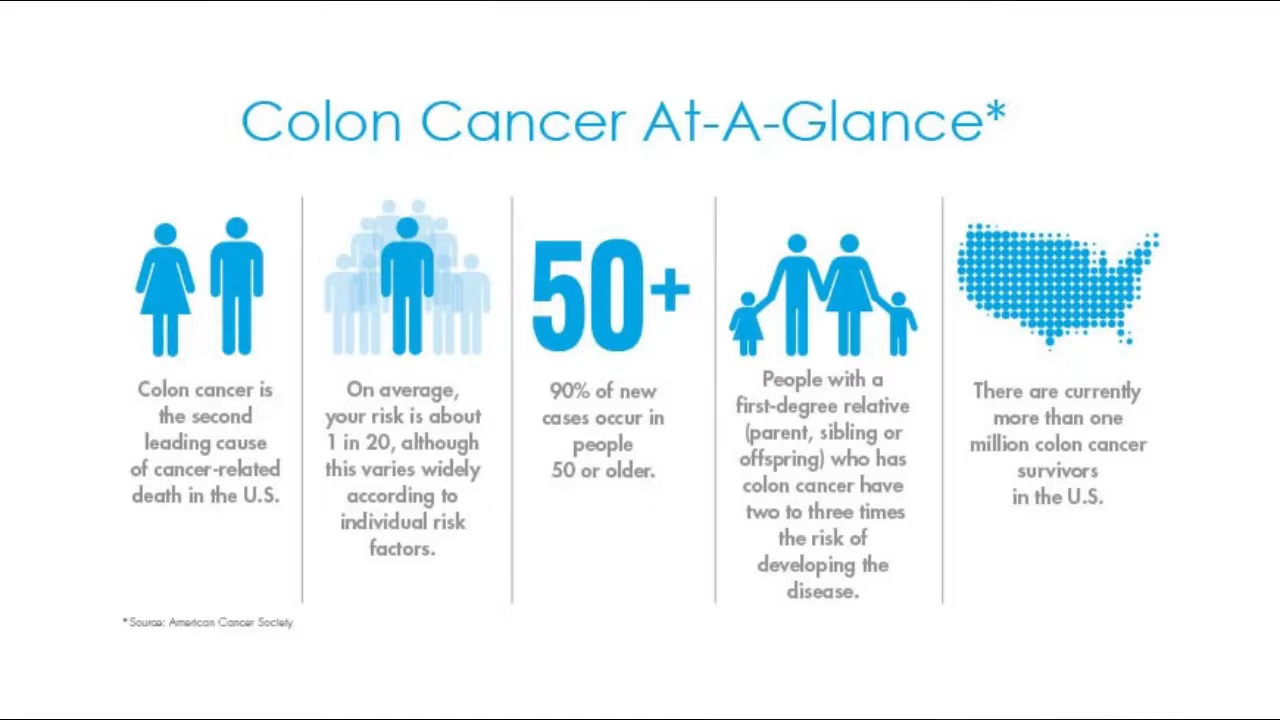 Colon Cancer At-A-Glance*
Colon cancer is
the second
leading cause
of cancer-related
death in the U.S.
On average,
your risk is about
1 in 20, although
this varies widely
according to
individual risk
factors.
50+
90% of new
cases occur in
people
50 or older.
People with a
first-degree relative
(parent, sibling or
offspring) who has
colon cancer have
two to three times
the risk of
developing the
disease.
There are currently
more than one
million colon cancer
survivors
in the U.S.
*Source: American Cancer Society